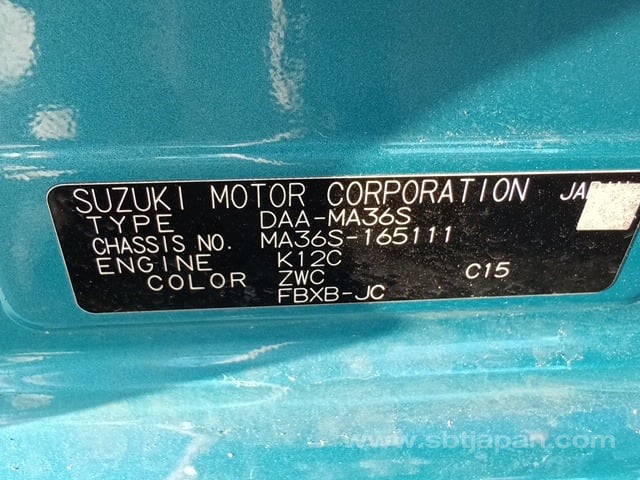 SUZUKI MOTOR CORPORATION JAPAN
TYPE DAA-MA36S
CHASSIS NO. MA36S-165111
ENGINE K12C
COLOR ZWC C15
FBXB-JC
www.sbtjapan.com